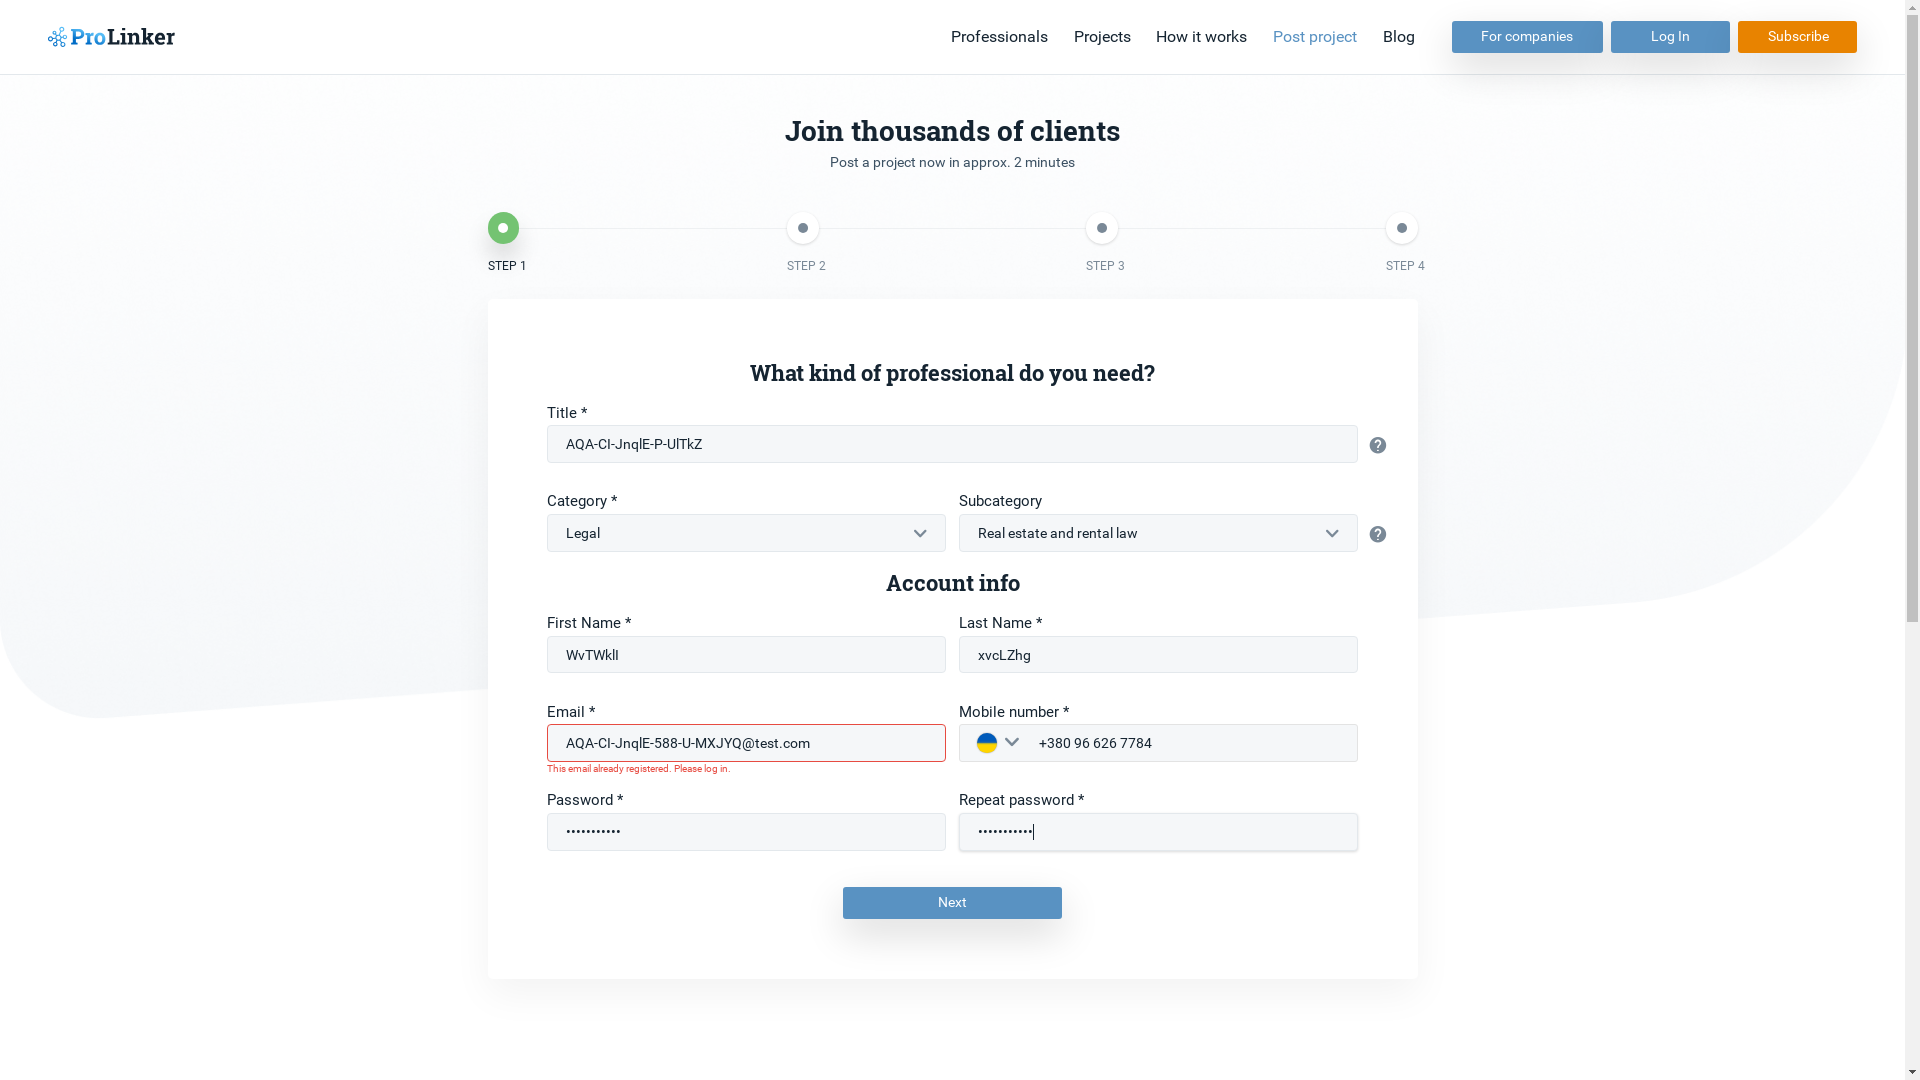 ProLinker
Professionals Projects How it works Post project Blog For companies Log In Subscribe
Join thousands of clients
Post a project now in approx. 2 minutes
STEP 1 STEP 2 STEP 3 STEP 4
What kind of professional do you need?
Title *
AQA-CI-JnqlE-P-UlTkZ
Category * Subcategory
Legal Real estate and rental law
Account info
First Name * Last Name *
WvTWklI xvcLZhg
Email * Mobile number *
AQA-CI-JnqlE-588-U-MXJYQ@test.com +380 96 626 7784
This email already registered. Please log in.
Password * Repeat password *
••••••••••• •••••••••••
Next